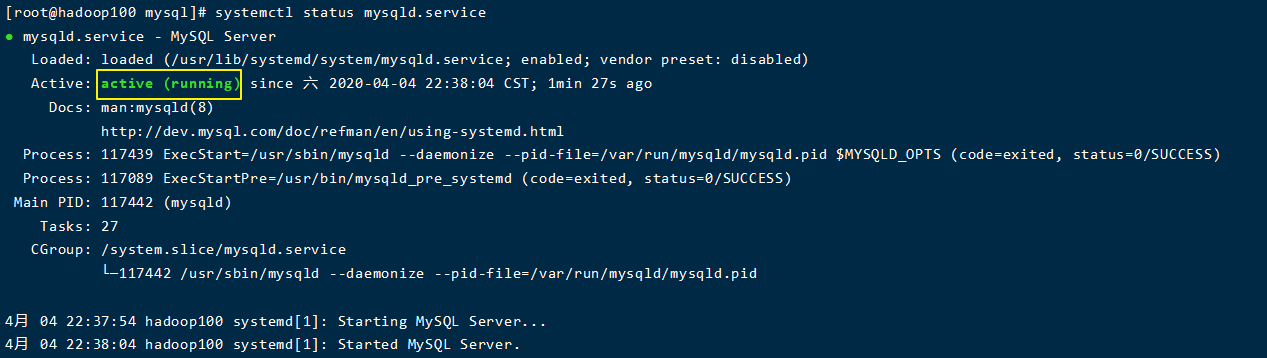 [root@hadoop100 mysql]# systemctl status mysqld.service
● mysqld.service - MySQL Server
Loaded: loaded (/usr/lib/systemd/system/mysqld.service; enabled; vendor preset: disabled)
Active: active (running) since 六 2020-04-04 22:38:04 CST; 1min 27s ago
Docs: man:mysqld(8)
http://dev.mysql.com/doc/refman/en/using-systemd.html
Process: 117439 ExecStart=/usr/sbin/mysqld --daemonize --pid-file=/var/run/mysqld/mysqld.pid $MYSQLD_OPTS (code=exited, status=0/SUCCESS)
Process: 117089 ExecStartPre=/usr/bin/mysqld_pre_systemd (code=exited, status=0/SUCCESS)
Main PID: 117442 (mysqld)
Tasks: 27
CGroup: /system.slice/mysqld.service
└─117442 /usr/sbin/mysqld --daemonize --pid-file=/var/run/mysqld/mysqld.pid
4月 04 22:37:54 hadoop100 systemd[1]: Starting MySQL Server...
4月 04 22:38:04 hadoop100 systemd[1]: Started MySQL Server.